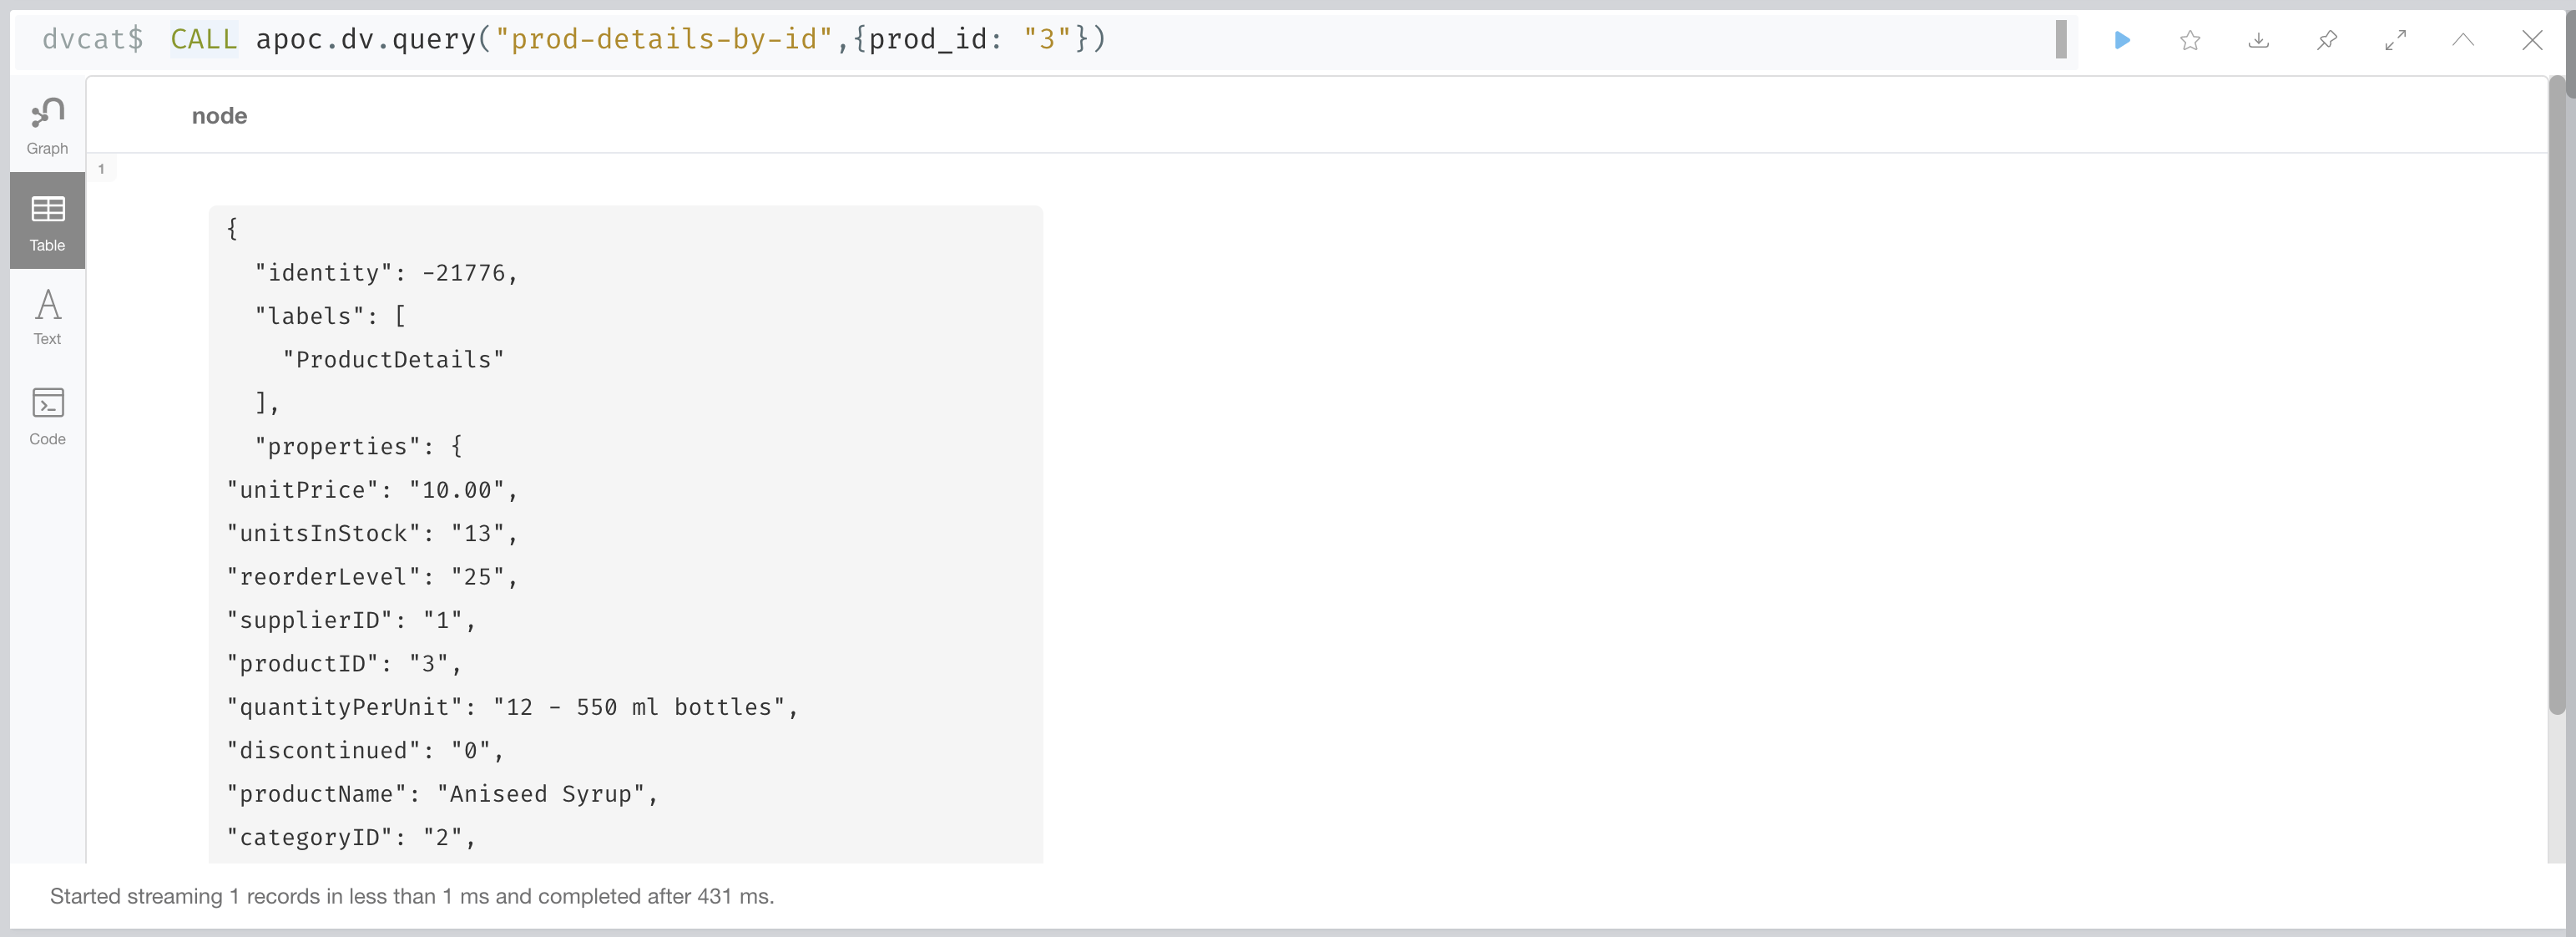 dvcat$ CALL apoc.dv.query("prod-details-by-id",{prod_id: "3"})
Graph
Table
Text
Code
node
1
{
"identity": -21776,
"labels": [
"ProductDetails"
],
"properties": {
"unitPrice": "10.00",
"unitsInStock": "13",
"reorderLevel": "25",
"supplierID": "1",
"productID": "3",
"quantityPerUnit": "12 - 550 ml bottles",
"discontinued": "0",
"productName": "Aniseed Syrup",
"categoryID": "2",
Started streaming 1 records in less than 1 ms and completed after 431 ms.